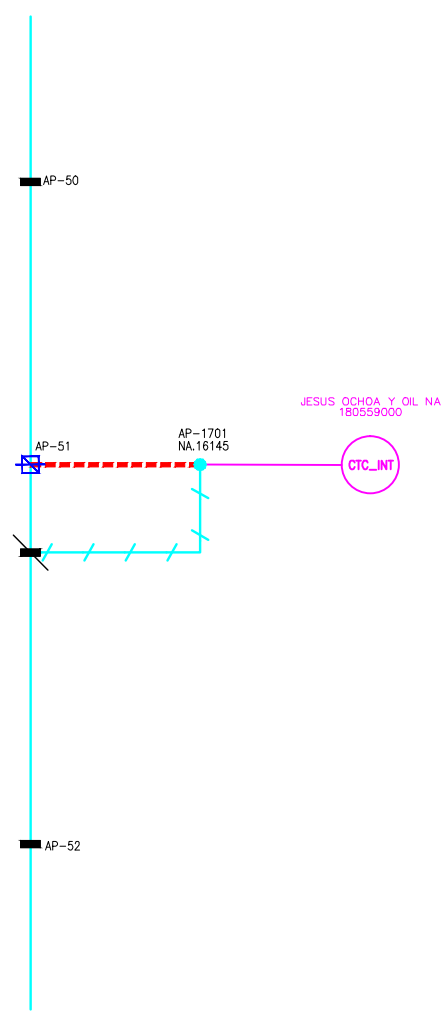 AP-50
JESUS OCHOA Y OIL NA
180559000
AP-1701
NA.16145
AP-51
CTC_INT
AP-52